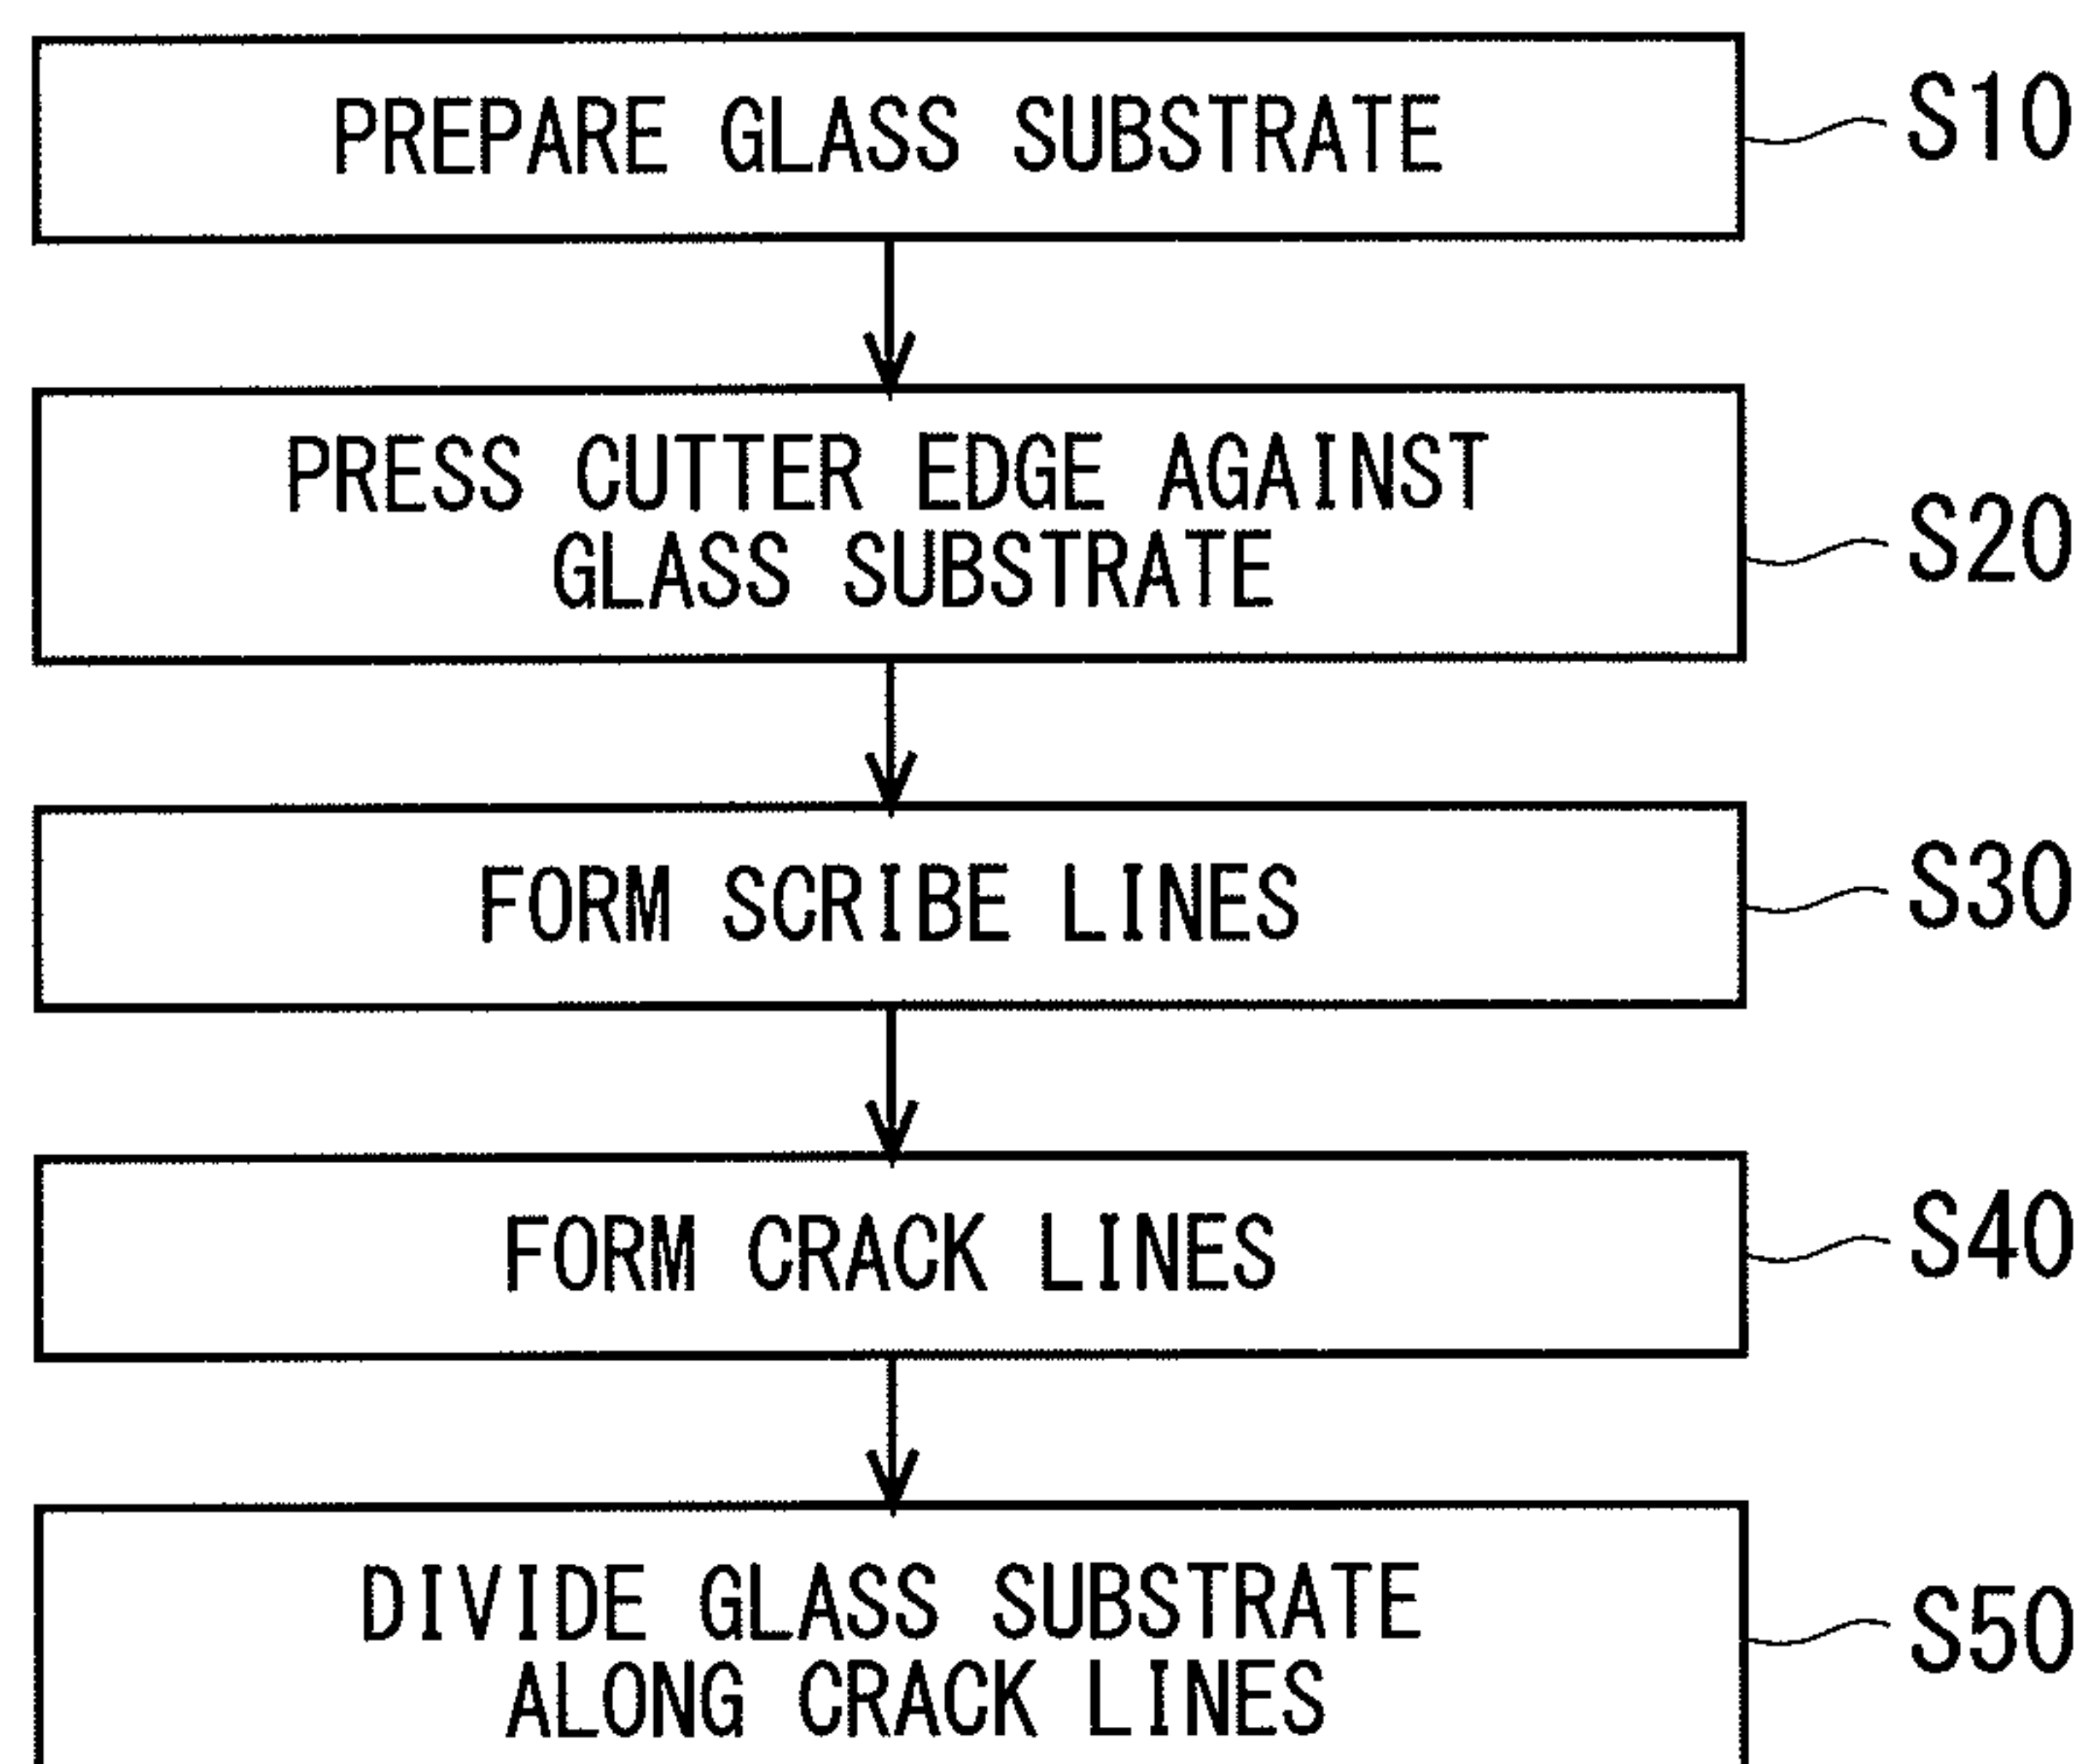 PREPARE GLASS SUBSTRATE
S10
PRESS CUTTER EDGE AGAINST
GLASS SUBSTRATE
S20
FORM SCRIBE LINES
S30
FORM CRACK LINES
S40
DIVIDE GLASS SUBSTRATE
ALONG CRACK LINES
S50